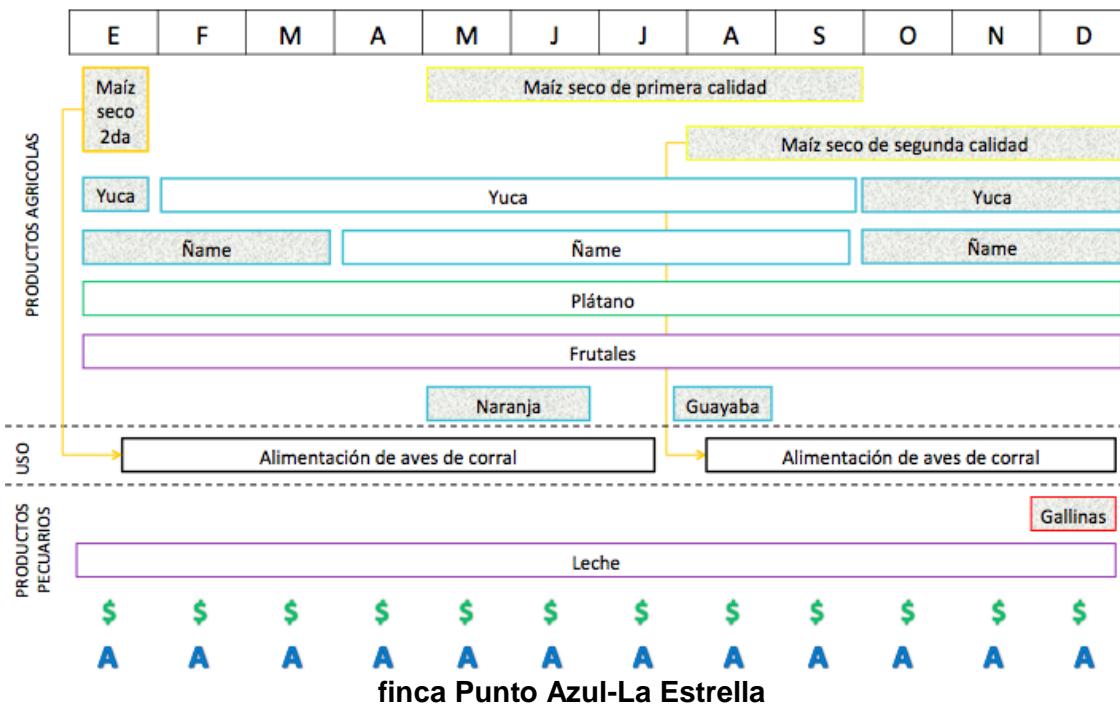 E F M A M J J A S O N D
PRODUCTOS AGRICOLAS
Maíz
seco
2da
Maíz seco de primera calidad
Maíz seco de segunda calidad
Yuca Yuca Yuca
Ñame Ñame Ñame
Plátano
Frutales
Naranja Guayaba
USO
Alimentación de aves de corral Alimentación de aves de corral
PRODUCTOS
PECUARIOS
Gallinas
Leche
$ $ $ $ $ $ $ $ $ $ $ $
A A A A A A A A A A A A
finca Punto Azul-La Estrella